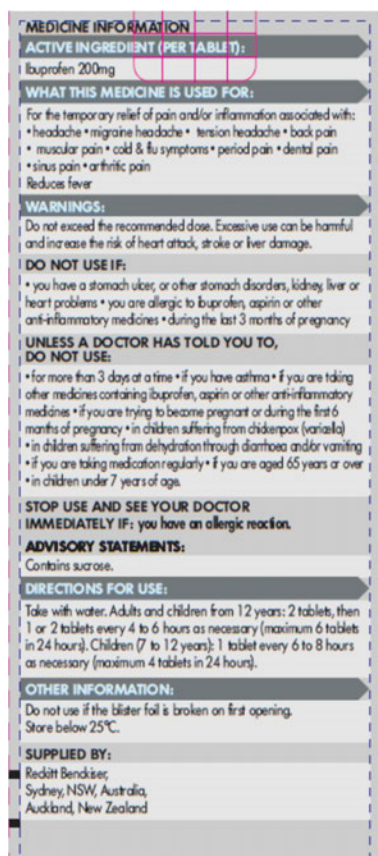 MEDICINE INFORMATION
ACTIVE INGREDIENT (PER TABLET):
Ibuprofen 200mg
WHAT THIS MEDICINE IS USED FOR:
For the temporary relief of pain and/or inflammation associated with:
• headache • migraine headache • tension headache • back pain
• muscular pain • cold & flu symptoms • period pain • dental pain
• sinus pain • arthritic pain
Reduces fever
WARNINGS:
Do not exceed the recommended dose. Excessive use can be harmful
and increase the risk of heart attack, stroke or liver damage.
DO NOT USE IF:
• you have a stomach ulcer, or other stomach disorders, kidney, liver or
heart problems • you are allergic to ibuprofen, aspirin or other
anti-inflammatory medicines • during the last 3 months of pregnancy
UNLESS A DOCTOR HAS TOLD YOU TO,
DO NOT USE:
• for more than 3 days at a time • if you have asthma • if you are taking
other medicines containing ibuprofen, aspirin or other anti-inflammatory
medicines • if you are trying to become pregnant or during the first 6
months of pregnancy • in children suffering from chickenpox (varicella)
• in children suffering from dehydration through diarrhoea and/or vomiting
• if you are taking medication regularly • if you are aged 65 years or over
• in children under 7 years of age.
STOP USE AND SEE YOUR DOCTOR
IMMEDIATELY IF: you have an allergic reaction.
ADVISORY STATEMENTS:
Contains sucrose.
DIRECTIONS FOR USE:
Take with water. Adults and children from 12 years: 2 tablets, then
1 or 2 tablets every 4 to 6 hours as necessary (maximum 6 tablets
in 24 hours). Children (7 to 12 years): 1 tablet every 6 to 8 hours
as necessary (maximum 4 tablets in 24 hours).
OTHER INFORMATION:
Do not use if the blister foil is broken on first opening.
Store below 25°C.
SUPPLIED BY:
Reckitt Benckiser,
Sydney, NSW, Australia,
Auckland, New Zealand